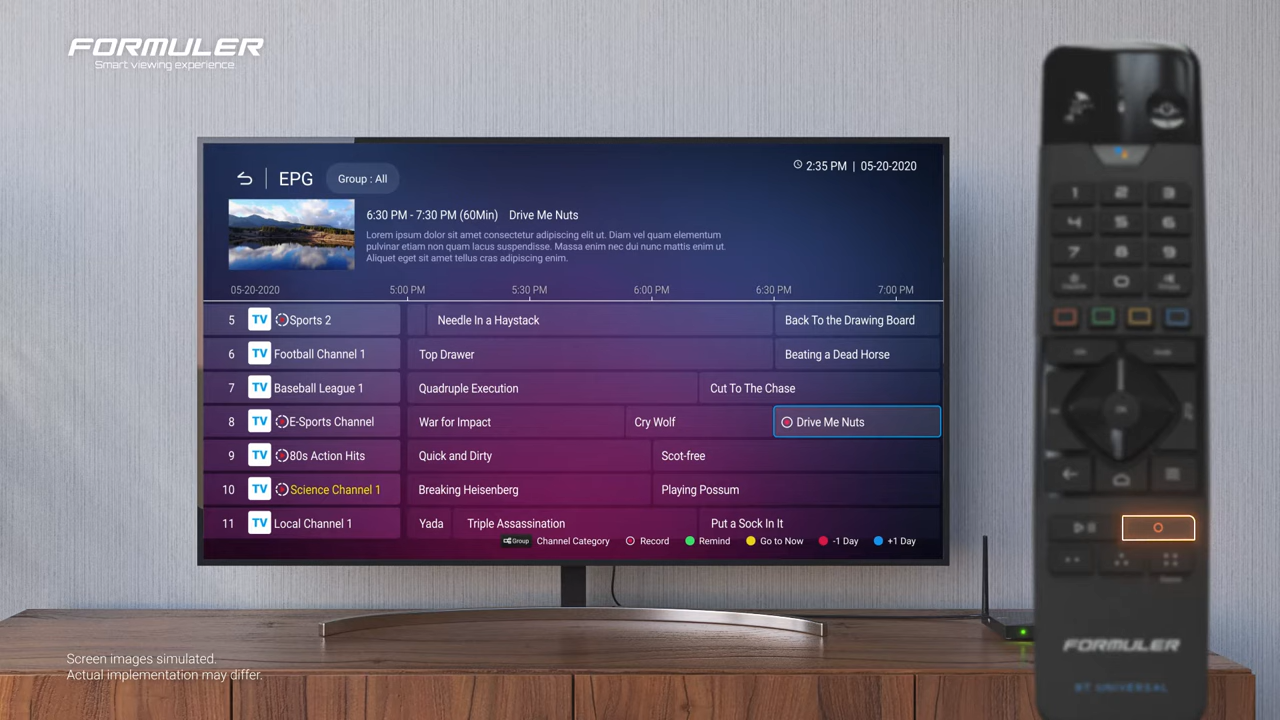 FORMULER
Smart viewing experience.
EPG
Group : All
2:35 PM | 05-20-2020
6:30 PM - 7:30 PM (60Min) Drive Me Nuts
Lorem ipsum dolor sit amet consectetur adipiscing elit ut. Diam vel quam elementum
pulvinar etiam non quam lacus suspendisse. Massa enim nec dui nunc mattis enim ut.
Aliquet eget sit amet tellus cras adipiscing enim.
05-20-2020 5:00 PM 5:30 PM 6:00 PM 6:30 PM 7:00 PM
5 TV Sports 2 Needle In a Haystack Back To the Drawing Board
6 TV Football Channel 1 Top Drawer Beating a Dead Horse
7 TV Baseball League 1 Quadruple Execution Cut To The Chase
8 TV E-Sports Channel War for Impact Cry Wolf Drive Me Nuts
9 TV 80s Action Hits Quick and Dirty Scot-free
10 TV Science Channel 1 Breaking Heisenberg Playing Possum
11 TV Local Channel 1 Yada Triple Assassination Put a Sock In It
Group Channel Category Record Remind Go to Now -1 Day +1 Day
1 2 3
4 5 6
7 8 9
0
FORMULER
BT UNIVERSAL
Screen images simulated.
Actual implementation may differ.